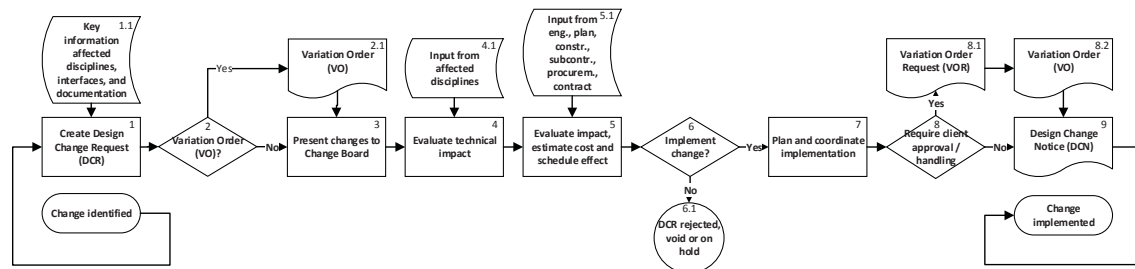 1.1
Key
information
affected
disciplines,
interfaces, and
documentation
1
Create Design
Change Request (DCR)
Change identified
Yes
2
Variation Order
(VO)?
No
2.1
Variation Order
(VO)
3
Present changes to
Change Board
4.1
Input from
affected
disciplines
4
Evaluate technical
impact
5.1
Input from
eng., plan,
constr.,
subcontr.,
procurem.,
contract
5
Evaluate impact,
estimate cost and
schedule effect
6
Implement
change?
Yes
No
6.1
DCR rejected,
void or on
hold
7
Plan and coordinate
implementation
8.1
Variation Order
Request (VOR)
Yes
8
Require client
approval /
handling
No
8.2
Variation Order
(VO)
9
Design Change
Notice (DCN)
Change
implemented